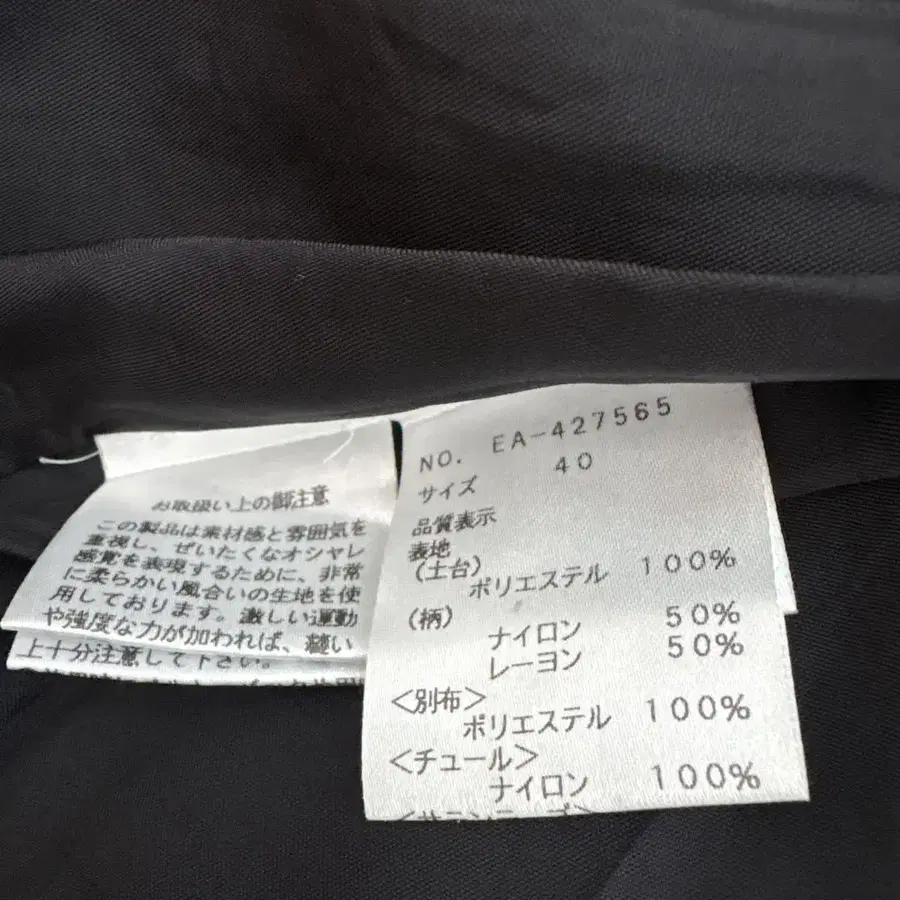 お取扱い上の御注意
この製品は素材感と雰囲気を
重視し、ぜいたくなオシャレ
感覚を表現するために、非常
に柔らかい風合いの生地を使
用しております。激しい運動
や強度な力が加われば、縫い
上十分注意して下さい。
NO. EA-427565
サイズ 40
品質表示
表地
(土台)
ポリエステル 100%
(柄)
ナイロン 50%
レーヨン 50%
<別布>
ポリエステル 100%
<チュール>
ナイロン 100%